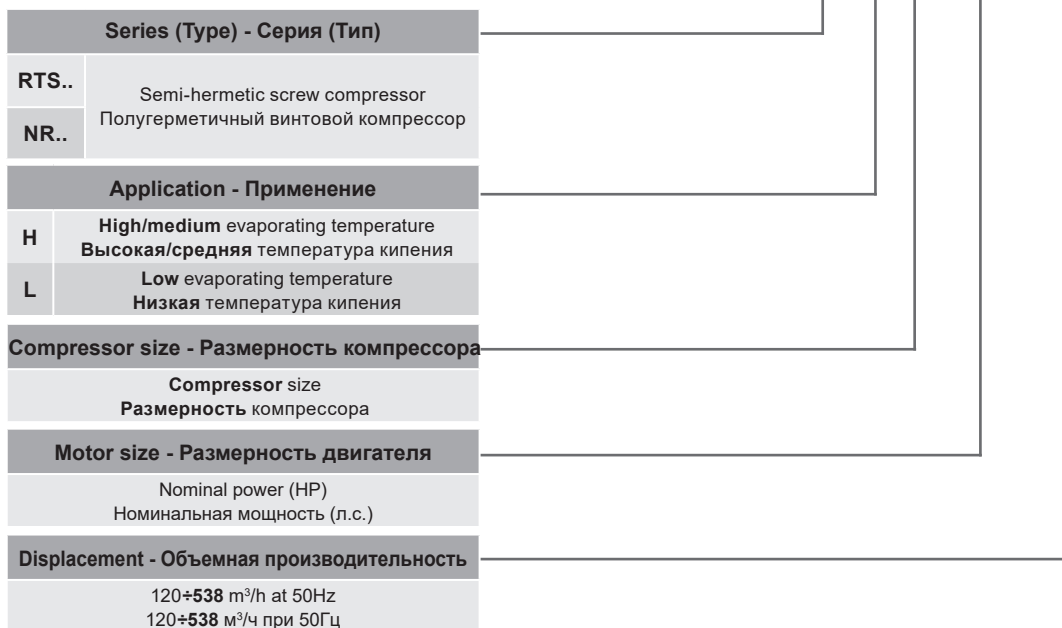 Series (Type) - Серия (Тип)
RTS..
Semi-hermetic screw compressor
Полугерметичный винтовой компрессор
NR..
Application - Применение
H
High/medium evaporating temperature
Высокая/средняя температура кипения
L
Low evaporating temperature
Низкая температура кипения
Compressor size - Размерность компрессора
Compressor size
Размерность компрессора
Motor size - Размерность двигателя
Nominal power (HP)
Номинальная мощность (л.с.)
Displacement - Объемная производительность
120÷538 m³/h at 50Hz
120÷538 м³/ч при 50Гц